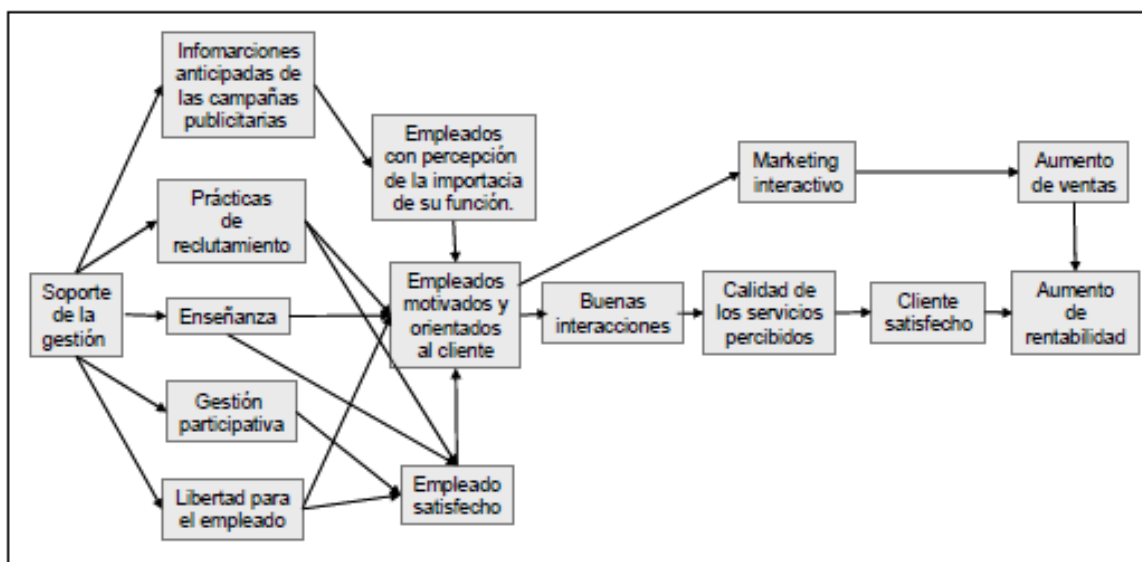 Infomarciones
anticipadas de
las campañas
publicitarias
Empleados
con percepción
de la importacia
de su función.
Marketing
interactivo
Aumento
de ventas
Prácticas
de
reclutamiento
Soporte
de la
gestión
Enseñanza
Empleados
motivados y
orientados
al cliente
Buenas
interacciones
Calidad de
los servicios
percibidos
Cliente
satisfecho
Aumento
de
rentabilidad
Gestión
participativa
Libertad para
el empleado
Empleado
satisfecho